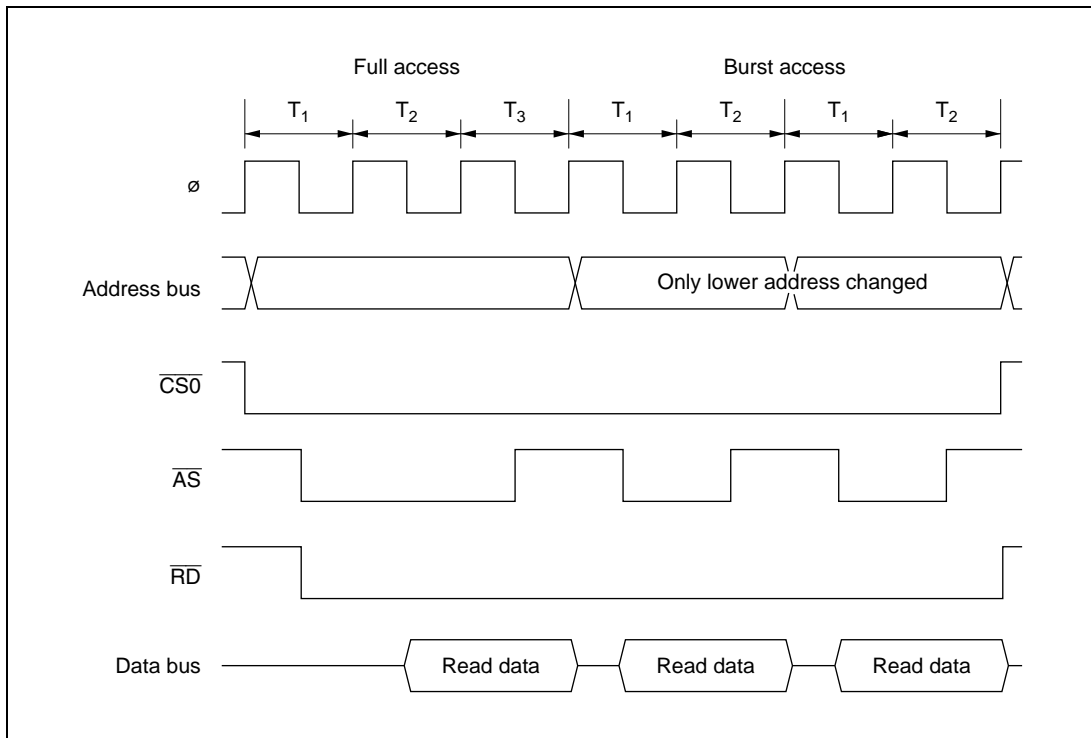 Full access Burst access
T1 T2 T3 T1 T2 T1 T2
ø
Address bus Only lower address changed
CS0
AS
RD
Data bus Read data Read data Read data